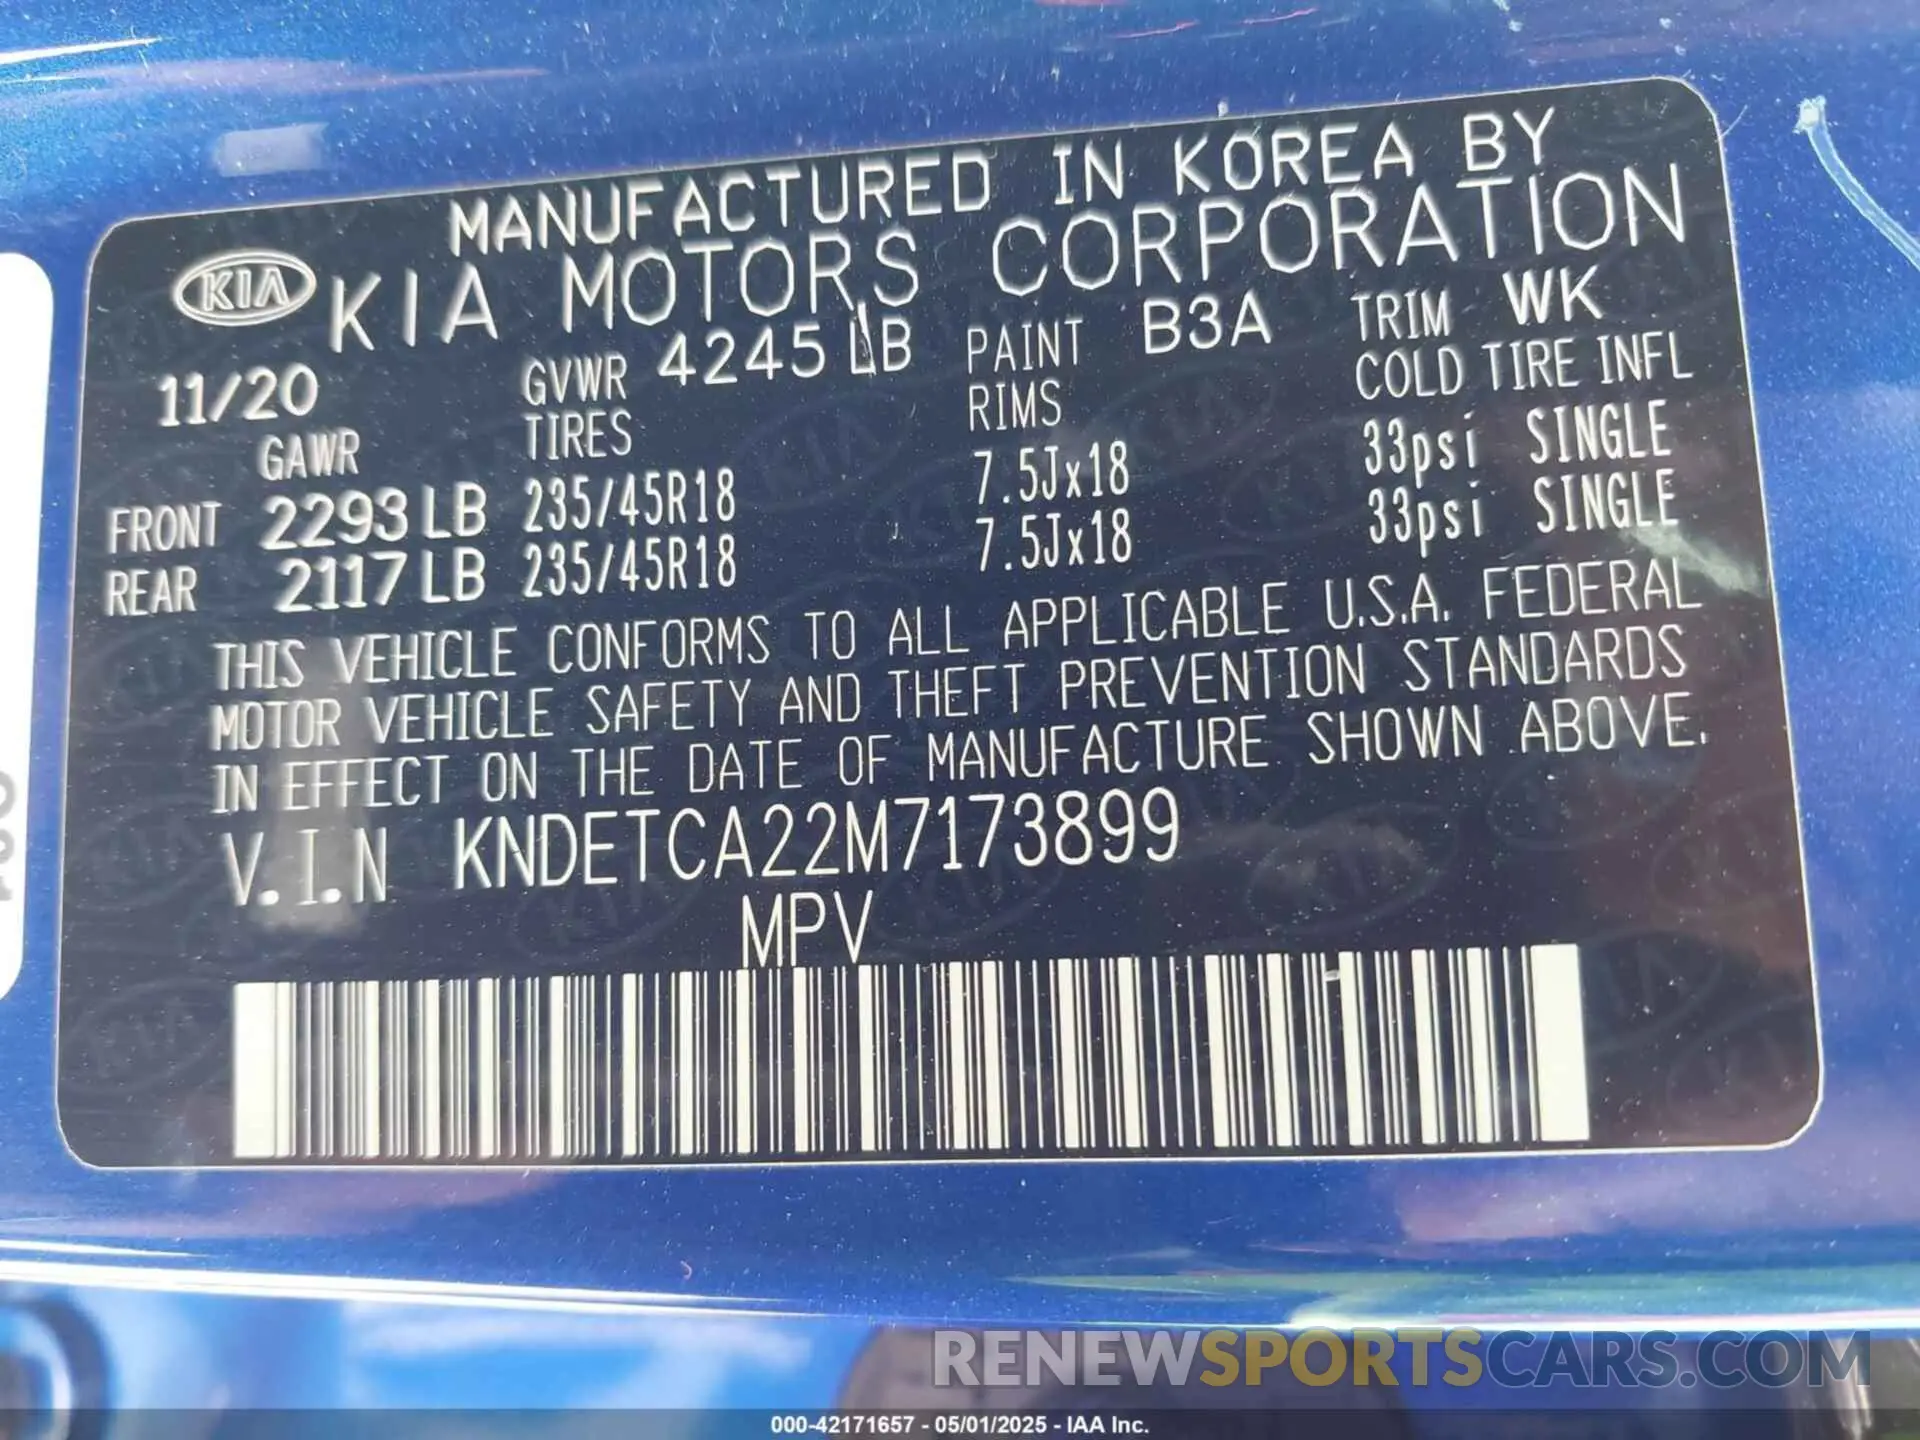 MANUFACTURED IN KOREA BY
KIA KIA MOTORS CORPORATION
11/20 GVWR 4245 LB PAINT B3A TRIM WK
GAWR TIRES RIMS COLD TIRE INFL
FRONT 2293 LB 235/45R18 7.5Jx18 33psi SINGLE
REAR 2117 LB 235/45R18 7.5Jx18 33psi SINGLE
THIS VEHICLE CONFORMS TO ALL APPLICABLE U.S.A. FEDERAL
MOTOR VEHICLE SAFETY AND THEFT PREVENTION STANDARDS
IN EFFECT ON THE DATE OF MANUFACTURE SHOWN ABOVE.
V.I.N KNDETCA22M7173899
MPV
RENEWSPORTSCARS.COM
000-42171657 - 05/01/2025 - IAA Inc.